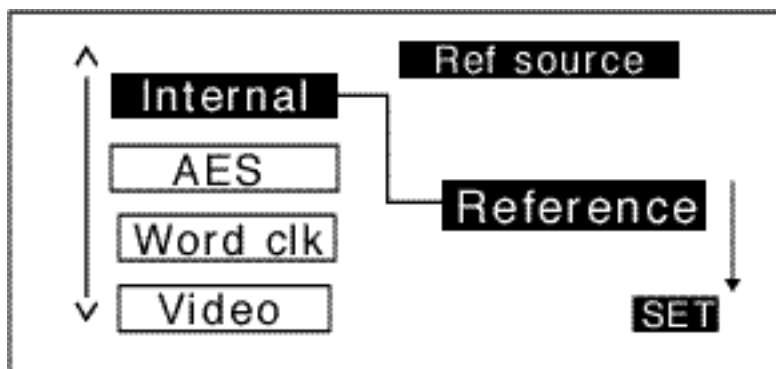 Ref source
Internal
AES
Word clk
Reference
Video
SET